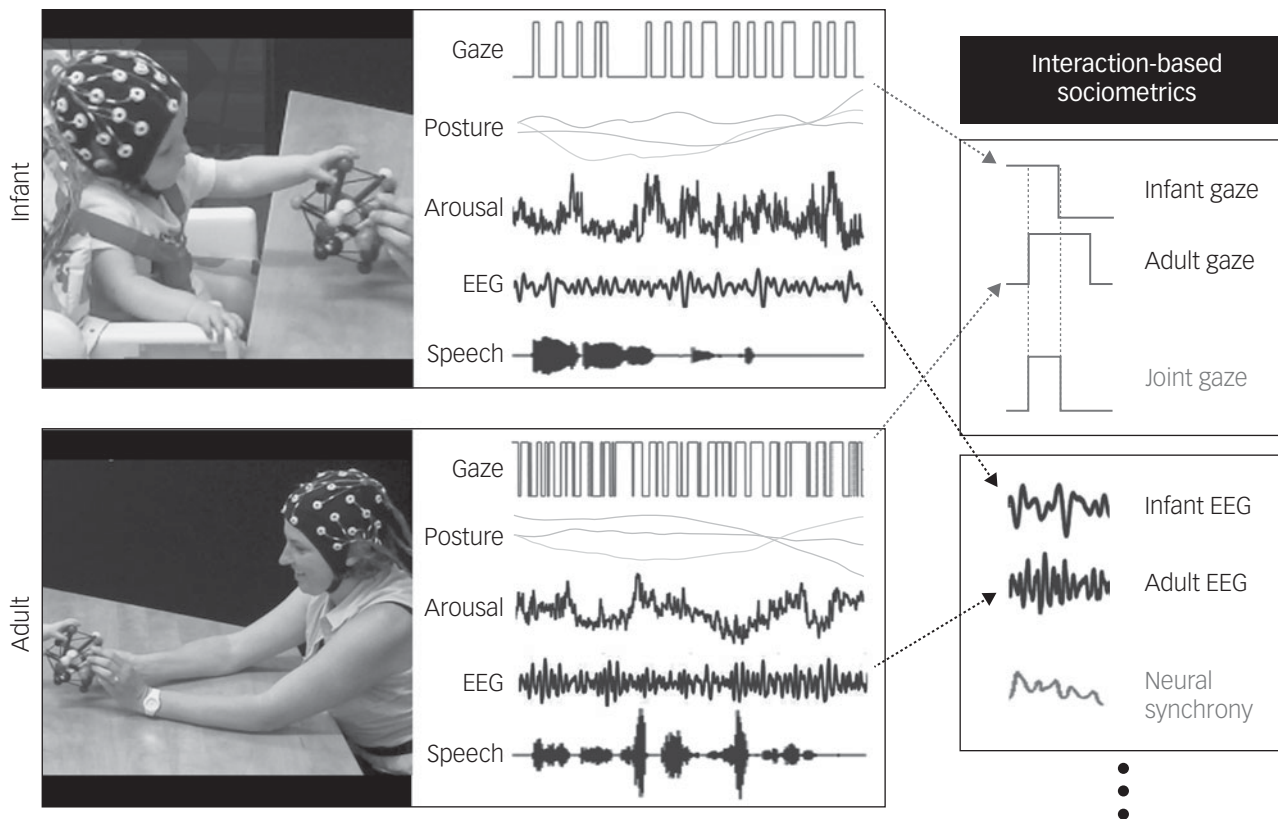 Infant
Gaze
Posture
Arousal
EEG
Speech
Adult
Gaze
Posture
Arousal
EEG
Speech
Interaction-based
sociometrics
Infant gaze
Adult gaze
Joint gaze
Infant EEG
Adult EEG
Neural
synchrony